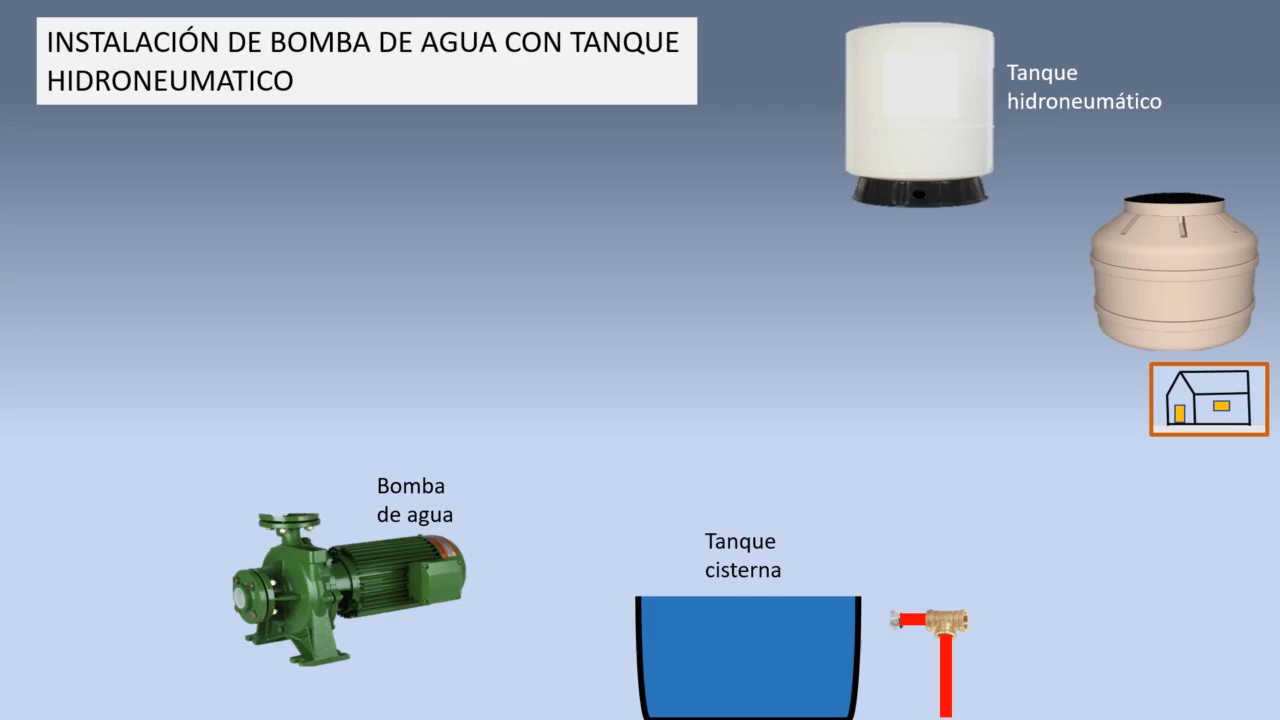 INSTALACIÓN DE BOMBA DE AGUA CON TANQUE
HIDRONEUMATICO
Tanque
hidroneumático
Bomba
de agua
Tanque
cisterna